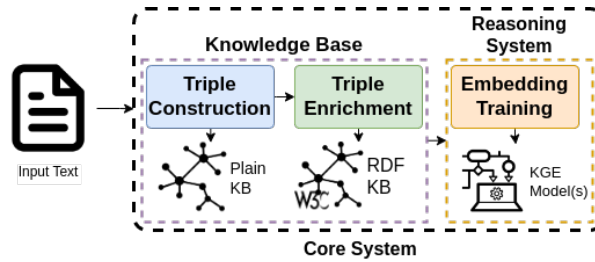 Reasoning
System
Knowledge Base
Triple
Construction
Triple
Enrichment
Embedding
Training
Input Text
Plain
KB
W3C
RDF
KB
KGE
Model(s)
Core System